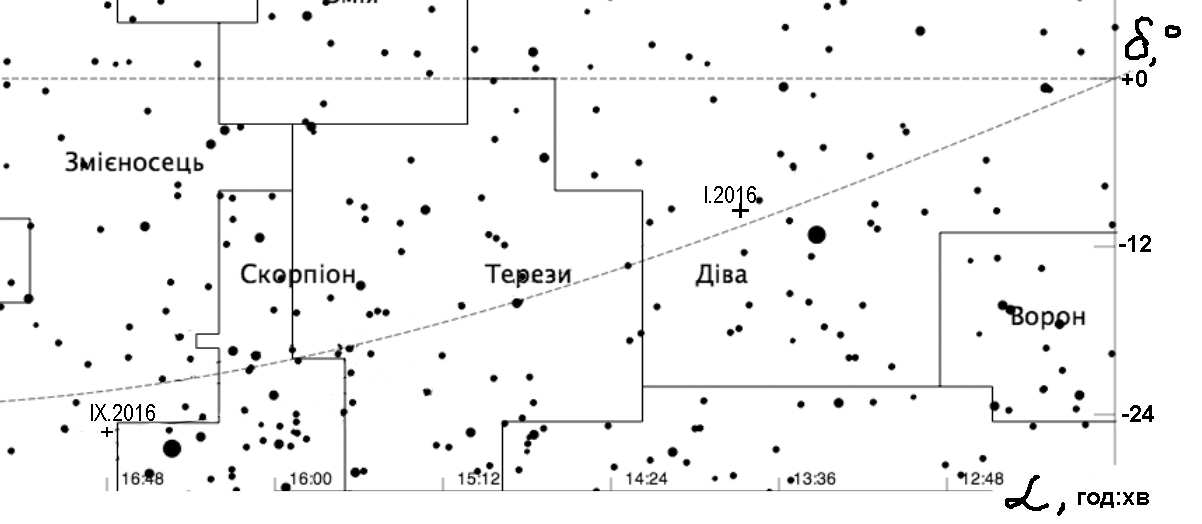 Змія
δ,°
+0
Змієносець
I.2016
-12
Скорпіон
Терези
Діва
Ворон
IX.2016
-24
16:48
16:00
15:12
14:24
13:36
12:48
α, год:хв